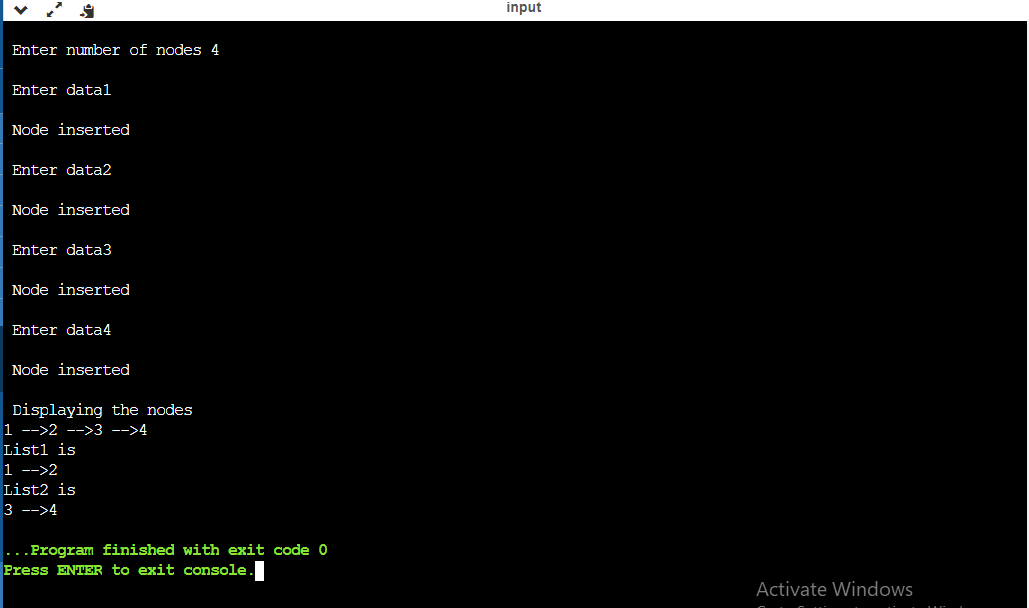 input
Enter number of nodes 4
Enter data1
Node inserted
Enter data2
Node inserted
Enter data3
Node inserted
Enter data4
Node inserted
Displaying the nodes
1 -->2 -->3 -->4
List1 is
1 -->2
List2 is
3 -->4
...Program finished with exit code 0
Press ENTER to exit console.
Activate Windows